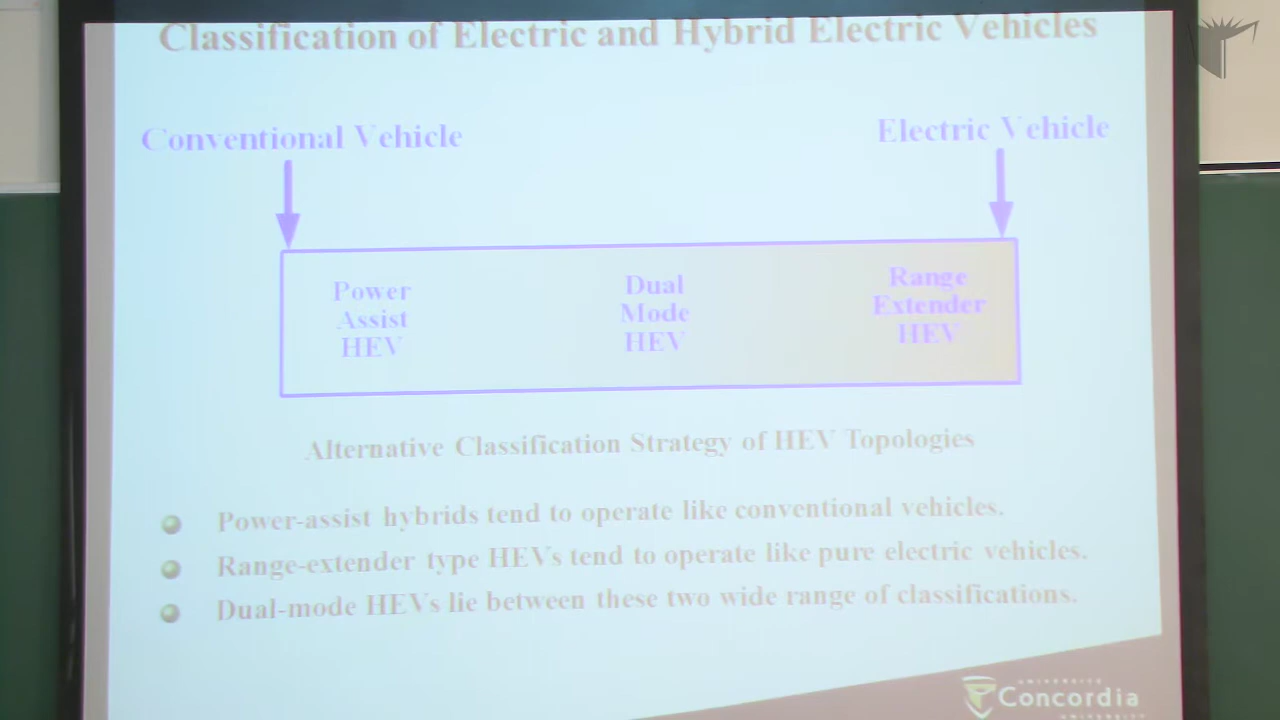 Classification of Electric and Hybrid Electric Vehicles
Conventional Vehicle
Electric Vehicle
Power
Assist
HEV
Dual
Mode
HEV
Range
Extender
HEV
Alternative Classification Strategy of HEV Topologies
Power-assist hybrids tend to operate like conventional vehicles.
Range-extender type HEVs tend to operate like pure electric vehicles.
Dual-mode HEVs lie between these two wide range of classifications.
UNIVERSITÉ
Concordia
UNIVERSITY